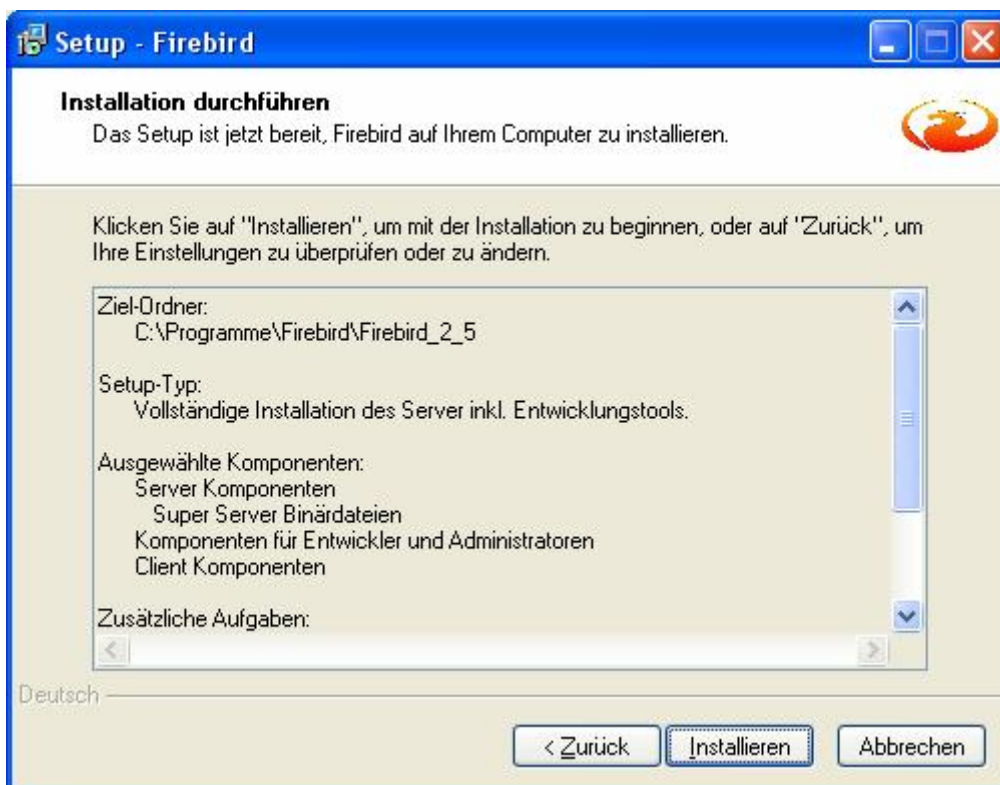 Setup - Firebird
Installation durchführen
Das Setup ist jetzt bereit, Firebird auf Ihrem Computer zu installieren.
Klicken Sie auf "Installieren", um mit der Installation zu beginnen, oder auf "Zurück", um
Ihre Einstellungen zu überprüfen oder zu ändern.
Ziel-Ordner:
C:\Programme\Firebird\Firebird_2_5
Setup-Typ:
Vollständige Installation des Server inkl. Entwicklungstools.
Ausgewählte Komponenten:
Server Komponenten
Super Server Binärdateien
Komponenten für Entwickler und Administratoren
Client Komponenten
Zusätzliche Aufgaben:
Deutsch
< Zurück
Installieren
Abbrechen